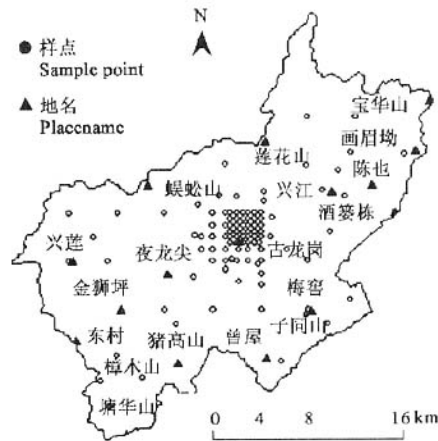 N
样点
Sample point
地名
Placename
宝华山
画眉坳
莲花山
陈也
蜈蚣山
兴江
酒篓栋
兴莲
夜龙尖
古龙岗
金狮坪
梅窖
子同山
东村
猪高山
曾屋
樟木山
塘华山
0 4 8 16 km